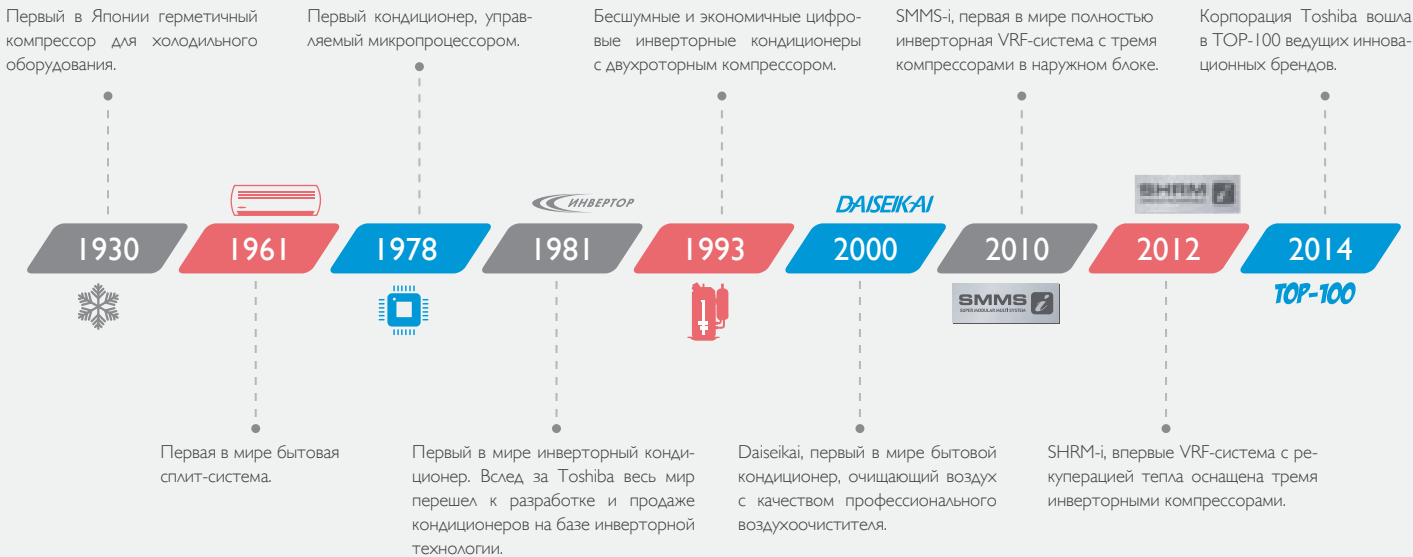 Первый в Японии герметичный
компрессор для холодильного
оборудования.
Первый кондиционер, управ-
ляемый микропроцессором.
Бесшумные и экономичные цифро-
вые инверторные кондиционеры
с двухроторным компрессором.
SMMS-i, первая в мире полностью
инверторная VRF-система с тремя
компрессорами в наружном блоке.
Корпорация Toshiba вошла
в TOP-100 ведущих иннова-
ционных брендов.
ИНВЕРТОР
DAISEIKAI
SHRM i
1930
1961
1978
1981
1993
2000
2010
2012
2014
SMMS i
SUPER MODULAR MULTI SYSTEM
TOP-100
Первая в мире бытовая
сплит-система.
Первый в мире инверторный конди-
ционер. Вслед за Toshiba весь мир
перешел к разработке и продаже
кондиционеров на базе инверторной
технологии.
Daiseikai, первый в мире бытовой
кондиционер, очищающий воздух
с качеством профессионального
воздухоочистителя.
SHRM-i, впервые VRF-система с ре-
куперацией тепла оснащена тремя
инверторными компрессорами.